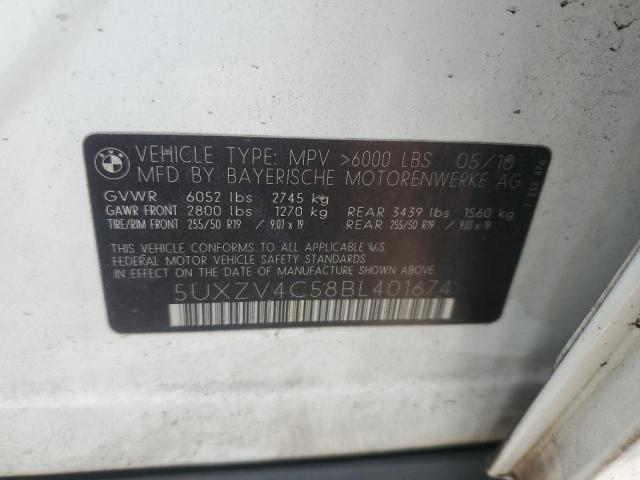 BMW
VEHICLE TYPE: MPV >6000 LBS 05/10
MFD BY BAYERISCHE MOTORENWERKE AG
GVWR 6052 lbs 2745 kg
GAWR FRONT 2800 lbs 1270 kg REAR 3439 lbs 1560 kg
TIRE/RIM FRONT 255/50 R19 / 9.0J x 19 REAR 255/50 R19 / 9.0J x 19
THIS VEHICLE CONFORMS TO ALL APPLICABLE U.S.
FEDERAL MOTOR VEHICLE SAFETY STANDARDS
IN EFFECT ON THE DATE OF MANUFACTURE SHOWN ABOVE.
5UXZV4C58BL401674